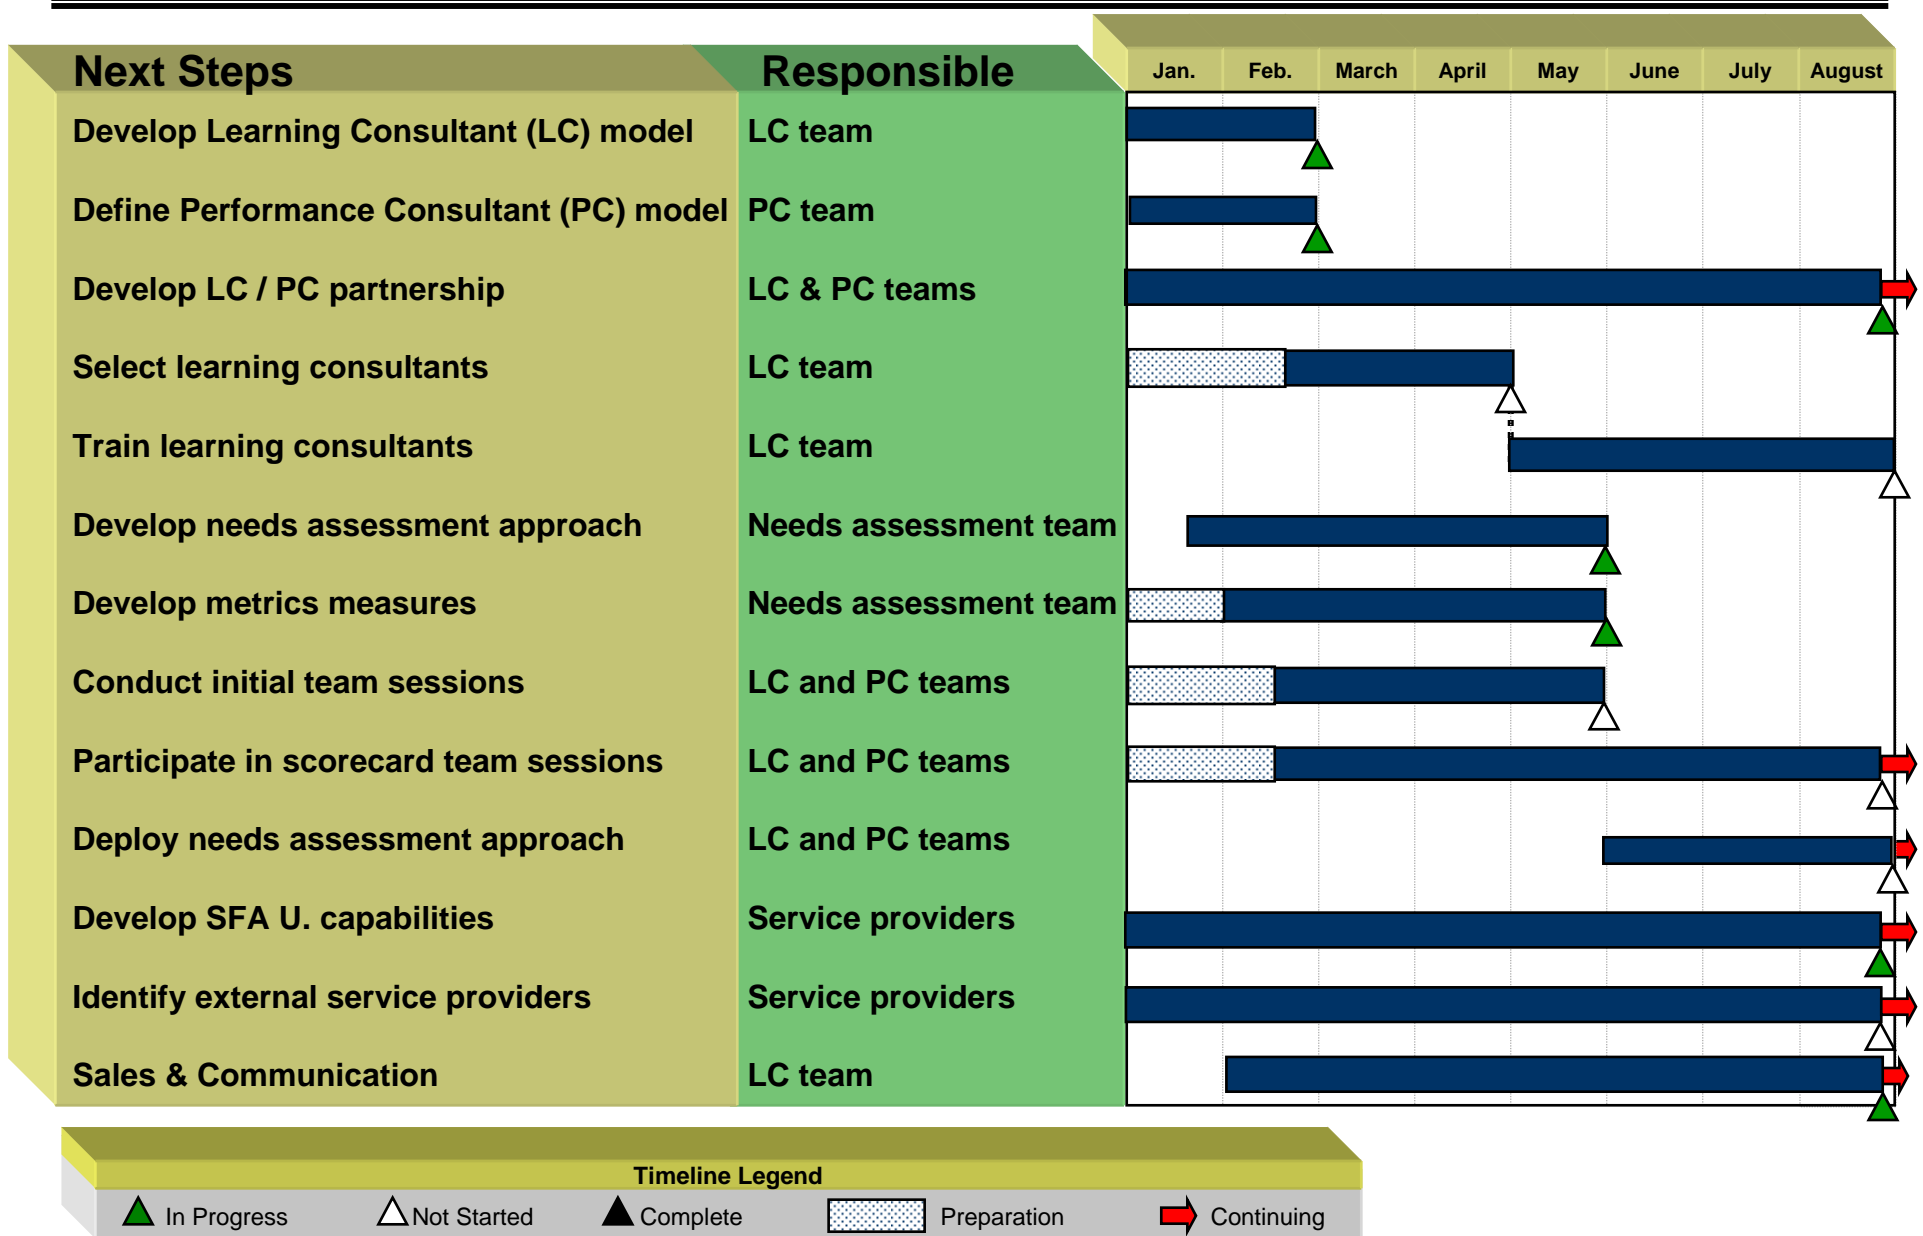 Next Steps Responsible Jan. Feb. March April May June July August
Develop Learning Consultant (LC) model LC team
Define Performance Consultant (PC) model PC team
Develop LC / PC partnership LC & PC teams
Select learning consultants LC team
Train learning consultants LC team
Develop needs assessment approach Needs assessment team
Develop metrics measures Needs assessment team
Conduct initial team sessions LC and PC teams
Participate in scorecard team sessions LC and PC teams
Deploy needs assessment approach LC and PC teams
Develop SFA U. capabilities Service providers
Identify external service providers Service providers
Sales & Communication LC team
Timeline Legend
In Progress Not Started Complete Preparation Continuing